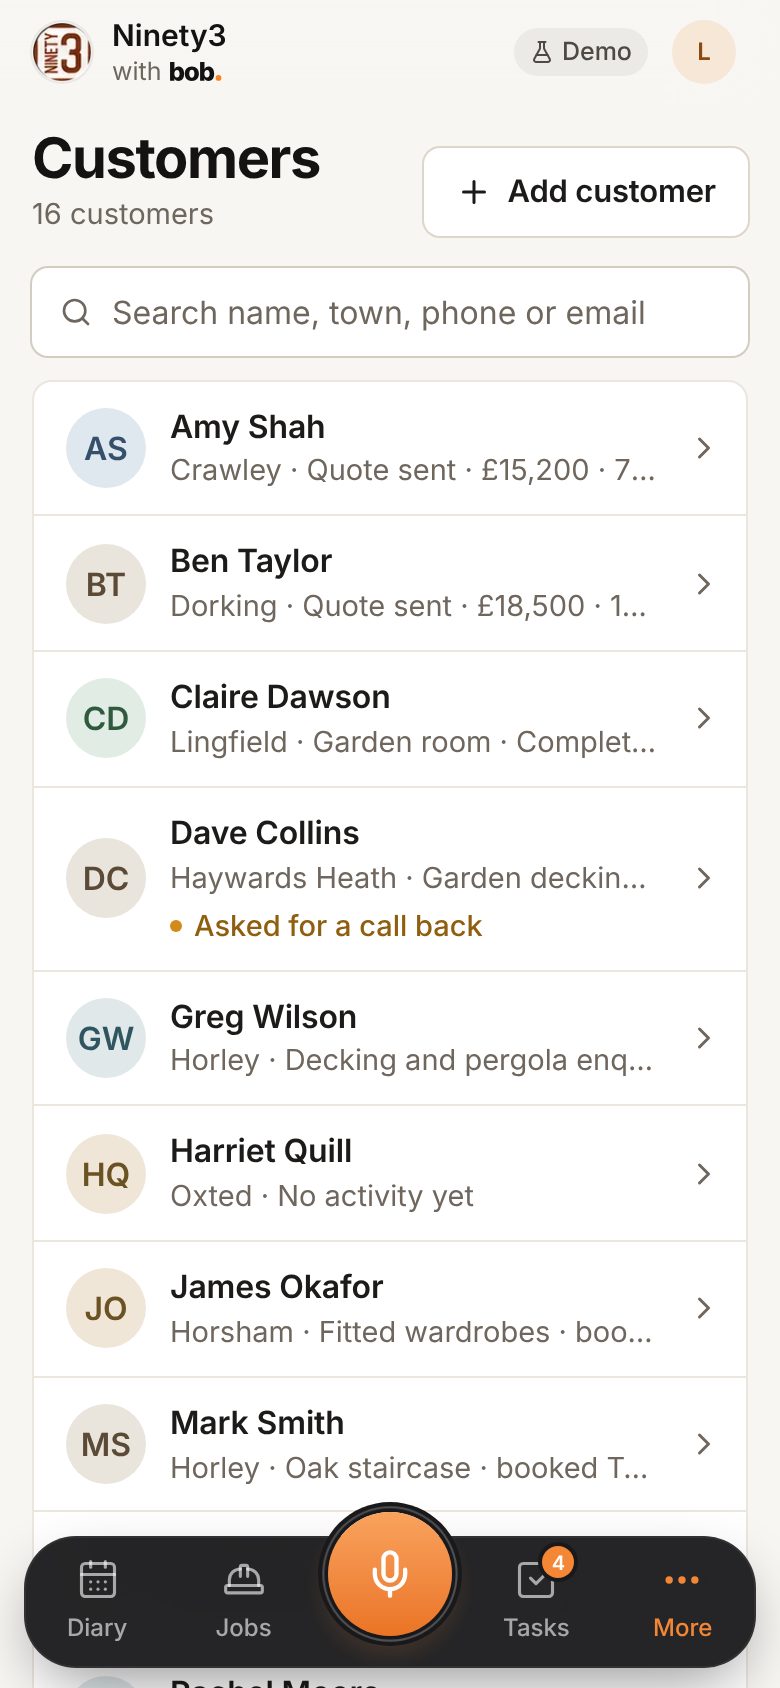 NINETY 3
Ninety3
with bob.
Demo
L
Customers
16 customers
Add customer
Search name, town, phone or email
AS
Amy Shah
Crawley · Quote sent · £15,200 · 7...
BT
Ben Taylor
Dorking · Quote sent · £18,500 · 1...
CD
Claire Dawson
Lingfield · Garden room · Complet...
DC
Dave Collins
Haywards Heath · Garden deckin...
Asked for a call back
GW
Greg Wilson
Horley · Decking and pergola enq...
HQ
Harriet Quill
Oxted · No activity yet
JO
James Okafor
Horsham · Fitted wardrobes · boo...
MS
Mark Smith
Horley · Oak staircase · booked T...
4
Diary
Jobs
Tasks
More